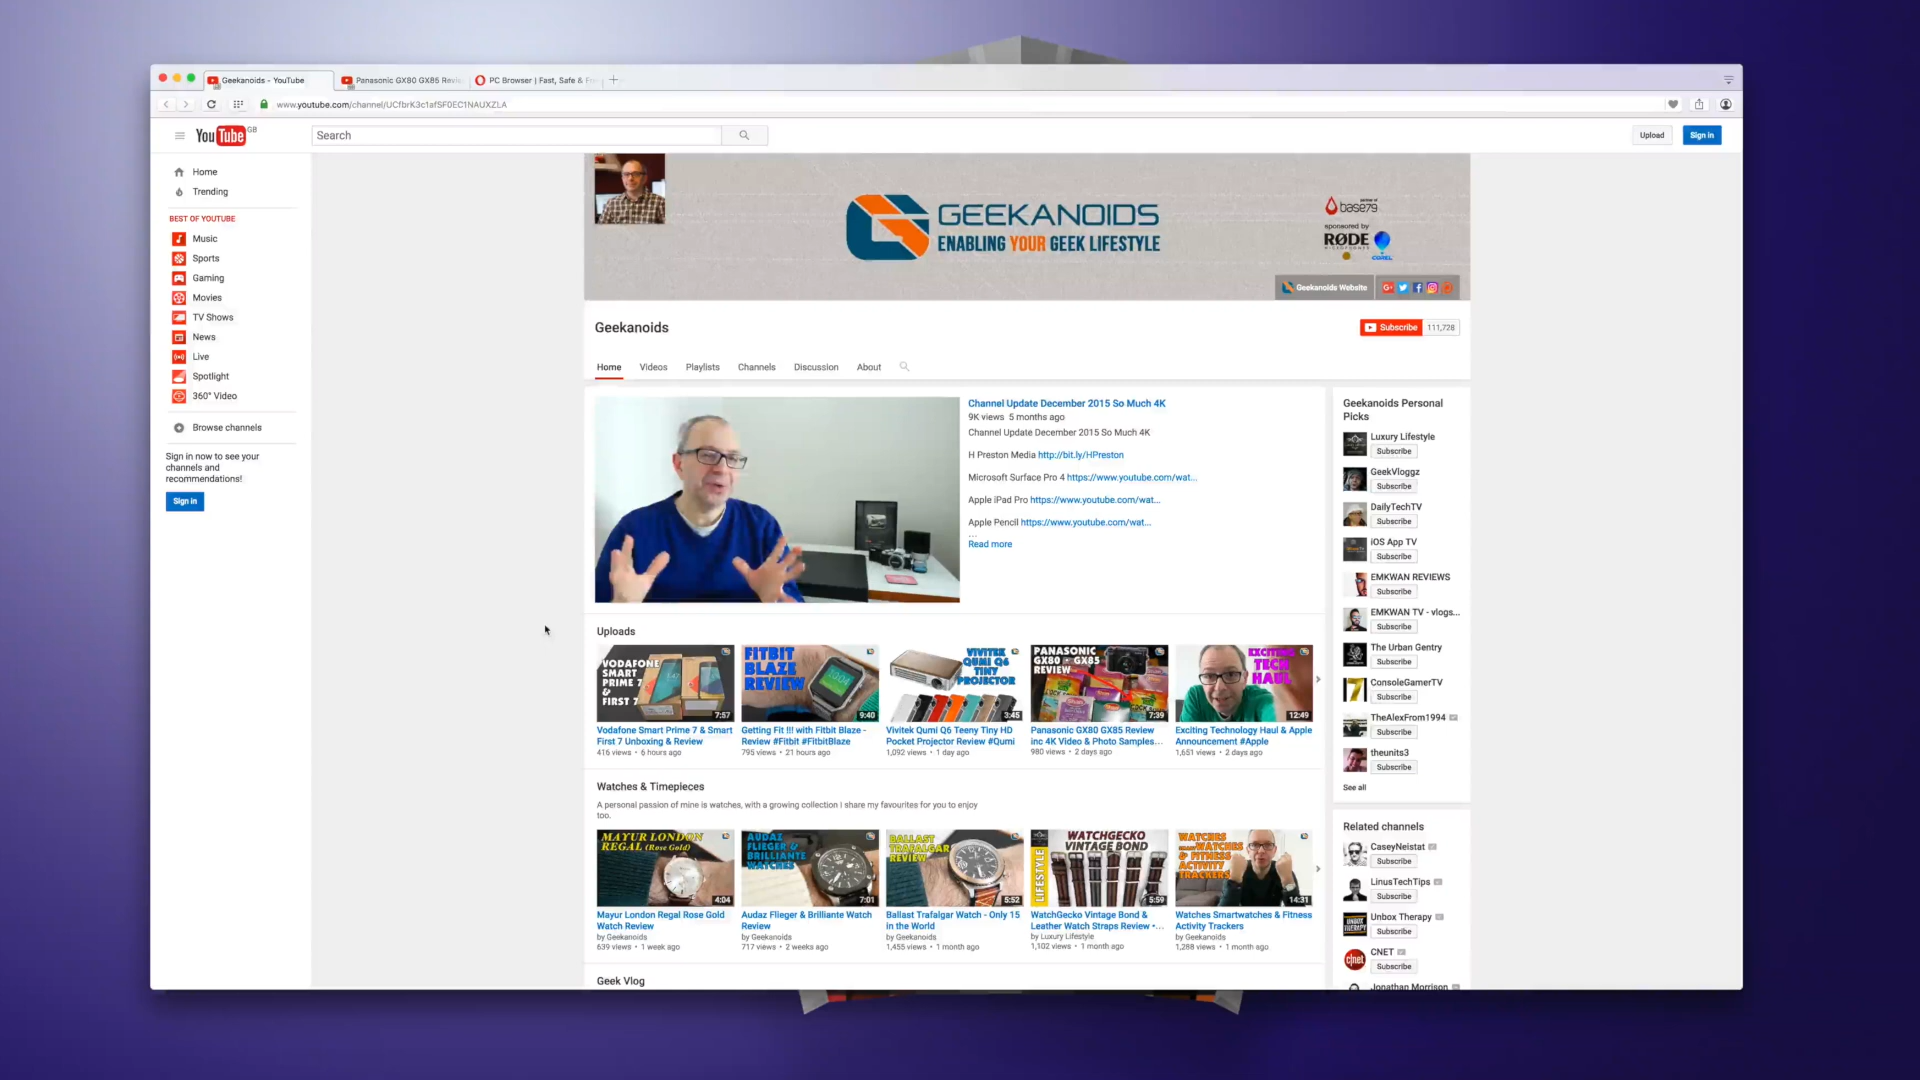 Geekanoids - YouTube
Panasonic GX80 GX85 Revi
PC Browser | Fast, Safe & Fr
www.youtube.com/channel/UCfbrK3c1afSF0EC1NAUXZLA
YouTube GB
Search
Upload
Sign in
Home
Trending
BEST OF YOUTUBE
Music
Sports
Gaming
Movies
TV Shows
News
Live
Spotlight
360° Video
Browse channels
Sign in now to see your
channels and
recommendations!
Sign in
GEEKANOIDS
ENABLING YOUR GEEK LIFESTYLE
partner of
base79
sponsored by
RØDE
MICROPHONES
COREL
Geekanoids Website
Geekanoids
Subscribe 111,728
Home Videos Playlists Channels Discussion About
Channel Update December 2015 So Much 4K
9K views 5 months ago
Channel Update December 2015 So Much 4K
H Preston Media http://bit.ly/HPreston
Microsoft Surface Pro 4 https://www.youtube.com/wat...
Apple iPad Pro https://www.youtube.com/wat...
Apple Pencil https://www.youtube.com/wat...
...
Read more
Uploads
VODAFONE
SMART
PRIME 7
&
FIRST 7
7:57
Vodafone Smart Prime 7 & Smart
First 7 Unboxing & Review
416 views • 6 hours ago
FITBIT
BLAZE
REVIEW
9:40
Getting Fit !!! with Fitbit Blaze -
Review #Fitbit #FitbitBlaze
795 views • 21 hours ago
VIVITEK
QUMI Q6
TINY
PROJECTOR
3:45
Vivitek Qumi Q6 Teeny Tiny HD
Pocket Projector Review #Qumi
1,092 views • 1 day ago
PANASONIC
GX80 - GX85
REVIEW
7:39
Panasonic GX80 GX85 Review
inc 4K Video & Photo Samples...
980 views • 2 days ago
EXCITING
TECH
HAUL
12:49
Exciting Technology Haul & Apple
Announcement #Apple
1,651 views • 2 days ago
Watches & Timepieces
A personal passion of mine is watches, with a growing collection I share my favourites for you to enjoy
too.
MAYUR LONDON
REGAL (Rose Gold)
4:04
Mayur London Regal Rose Gold
Watch Review
by Geekanoids
639 views • 1 week ago
AUDAZ
FLIEGER &
BRILLIANTE
WATCHES
7:01
Audaz Flieger & Brilliante Watch
Review
by Geekanoids
717 views • 2 weeks ago
BALLAST
TRAFALGAR
REVIEW
5:52
Ballast Trafalgar Watch - Only 15
in the World
by Geekanoids
1,455 views • 1 month ago
WATCHGECKO
VINTAGE BOND
LIFESTYLE
5:59
WatchGecko Vintage Bond &
Leather Watch Straps Review •...
by Luxury Lifestyle
1,102 views • 1 month ago
WATCHES
SMARTWATCHES
& FITNESS
ACTIVITY
TRACKERS
14:31
Watches Smartwatches & Fitness
Activity Trackers
by Geekanoids
1,288 views • 1 month ago
Geek Vlog
Geekanoids Personal
Picks
Luxury Lifestyle
Subscribe
GeekVloggz
Subscribe
DailyTechTV
Subscribe
iOS App TV
Subscribe
EMKWAN REVIEWS
Subscribe
EMKWAN TV - vlogs...
Subscribe
The Urban Gentry
Subscribe
ConsoleGamerTV
Subscribe
TheAlexFrom1994
Subscribe
theunits3
Subscribe
See all
Related channels
CaseyNeistat
Subscribe
LinusTechTips
Subscribe
UNBOX
THERAPY
Unbox Therapy
Subscribe
c|net
CNET
Subscribe
Jonathan Morrison